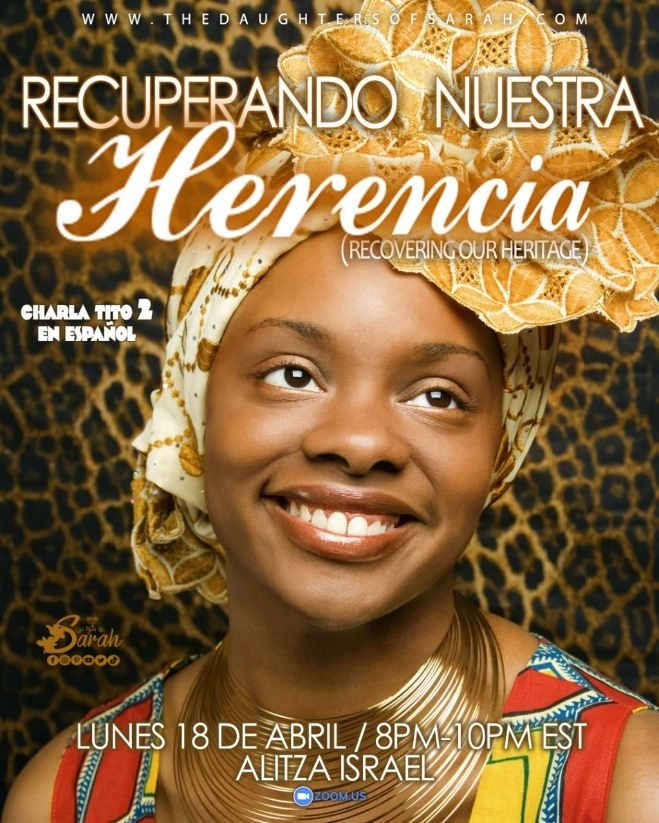 WWW.THEDAUGHTERSOFSARAH.COM
RECUPERANDO NUESTRA
Herencia
(RECOVERING OUR HERITAGE)
CHARLA TITO 2
EN ESPAÑOL
Sarah
LUNES 18 DE ABRIL / 8PM-10PM EST
ALITZA ISRAEL
ZOOM.US